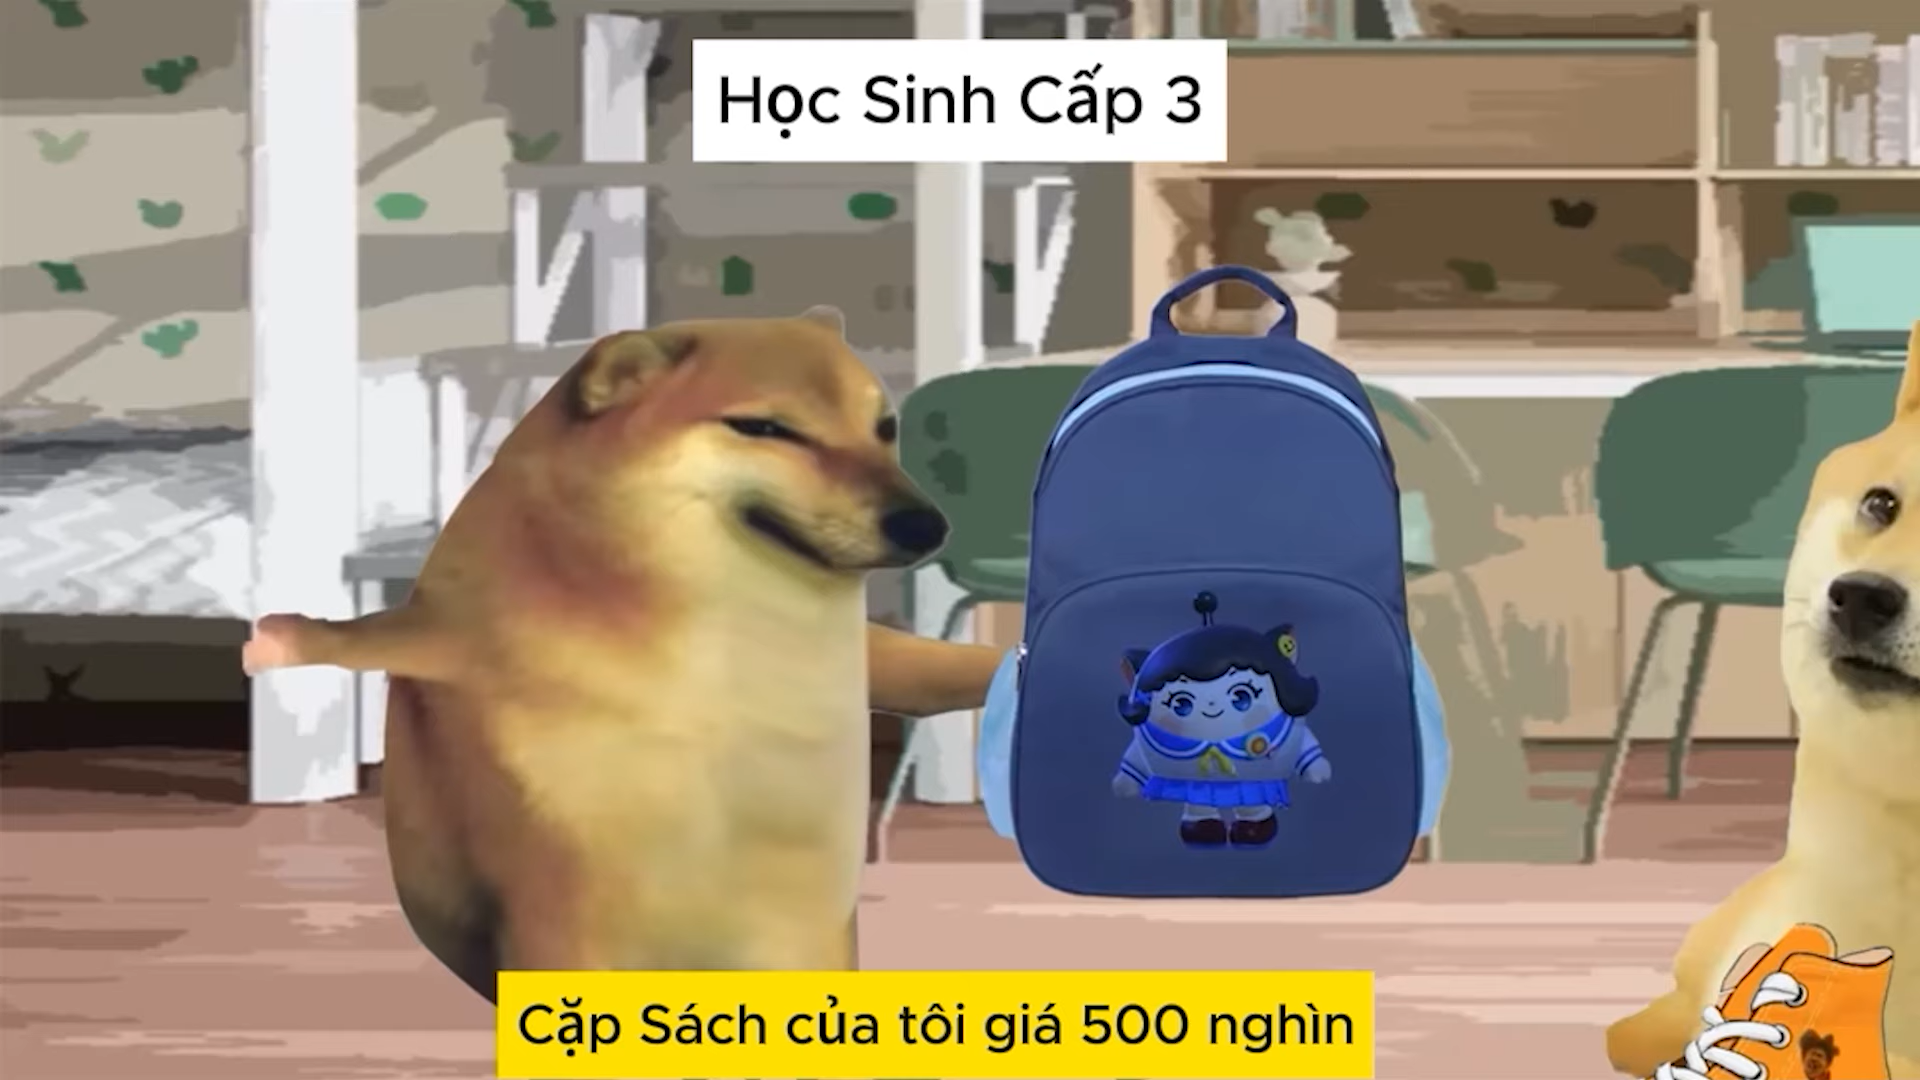 Học Sinh Cấp 3
Cặp Sách của tôi giá 500 nghìn